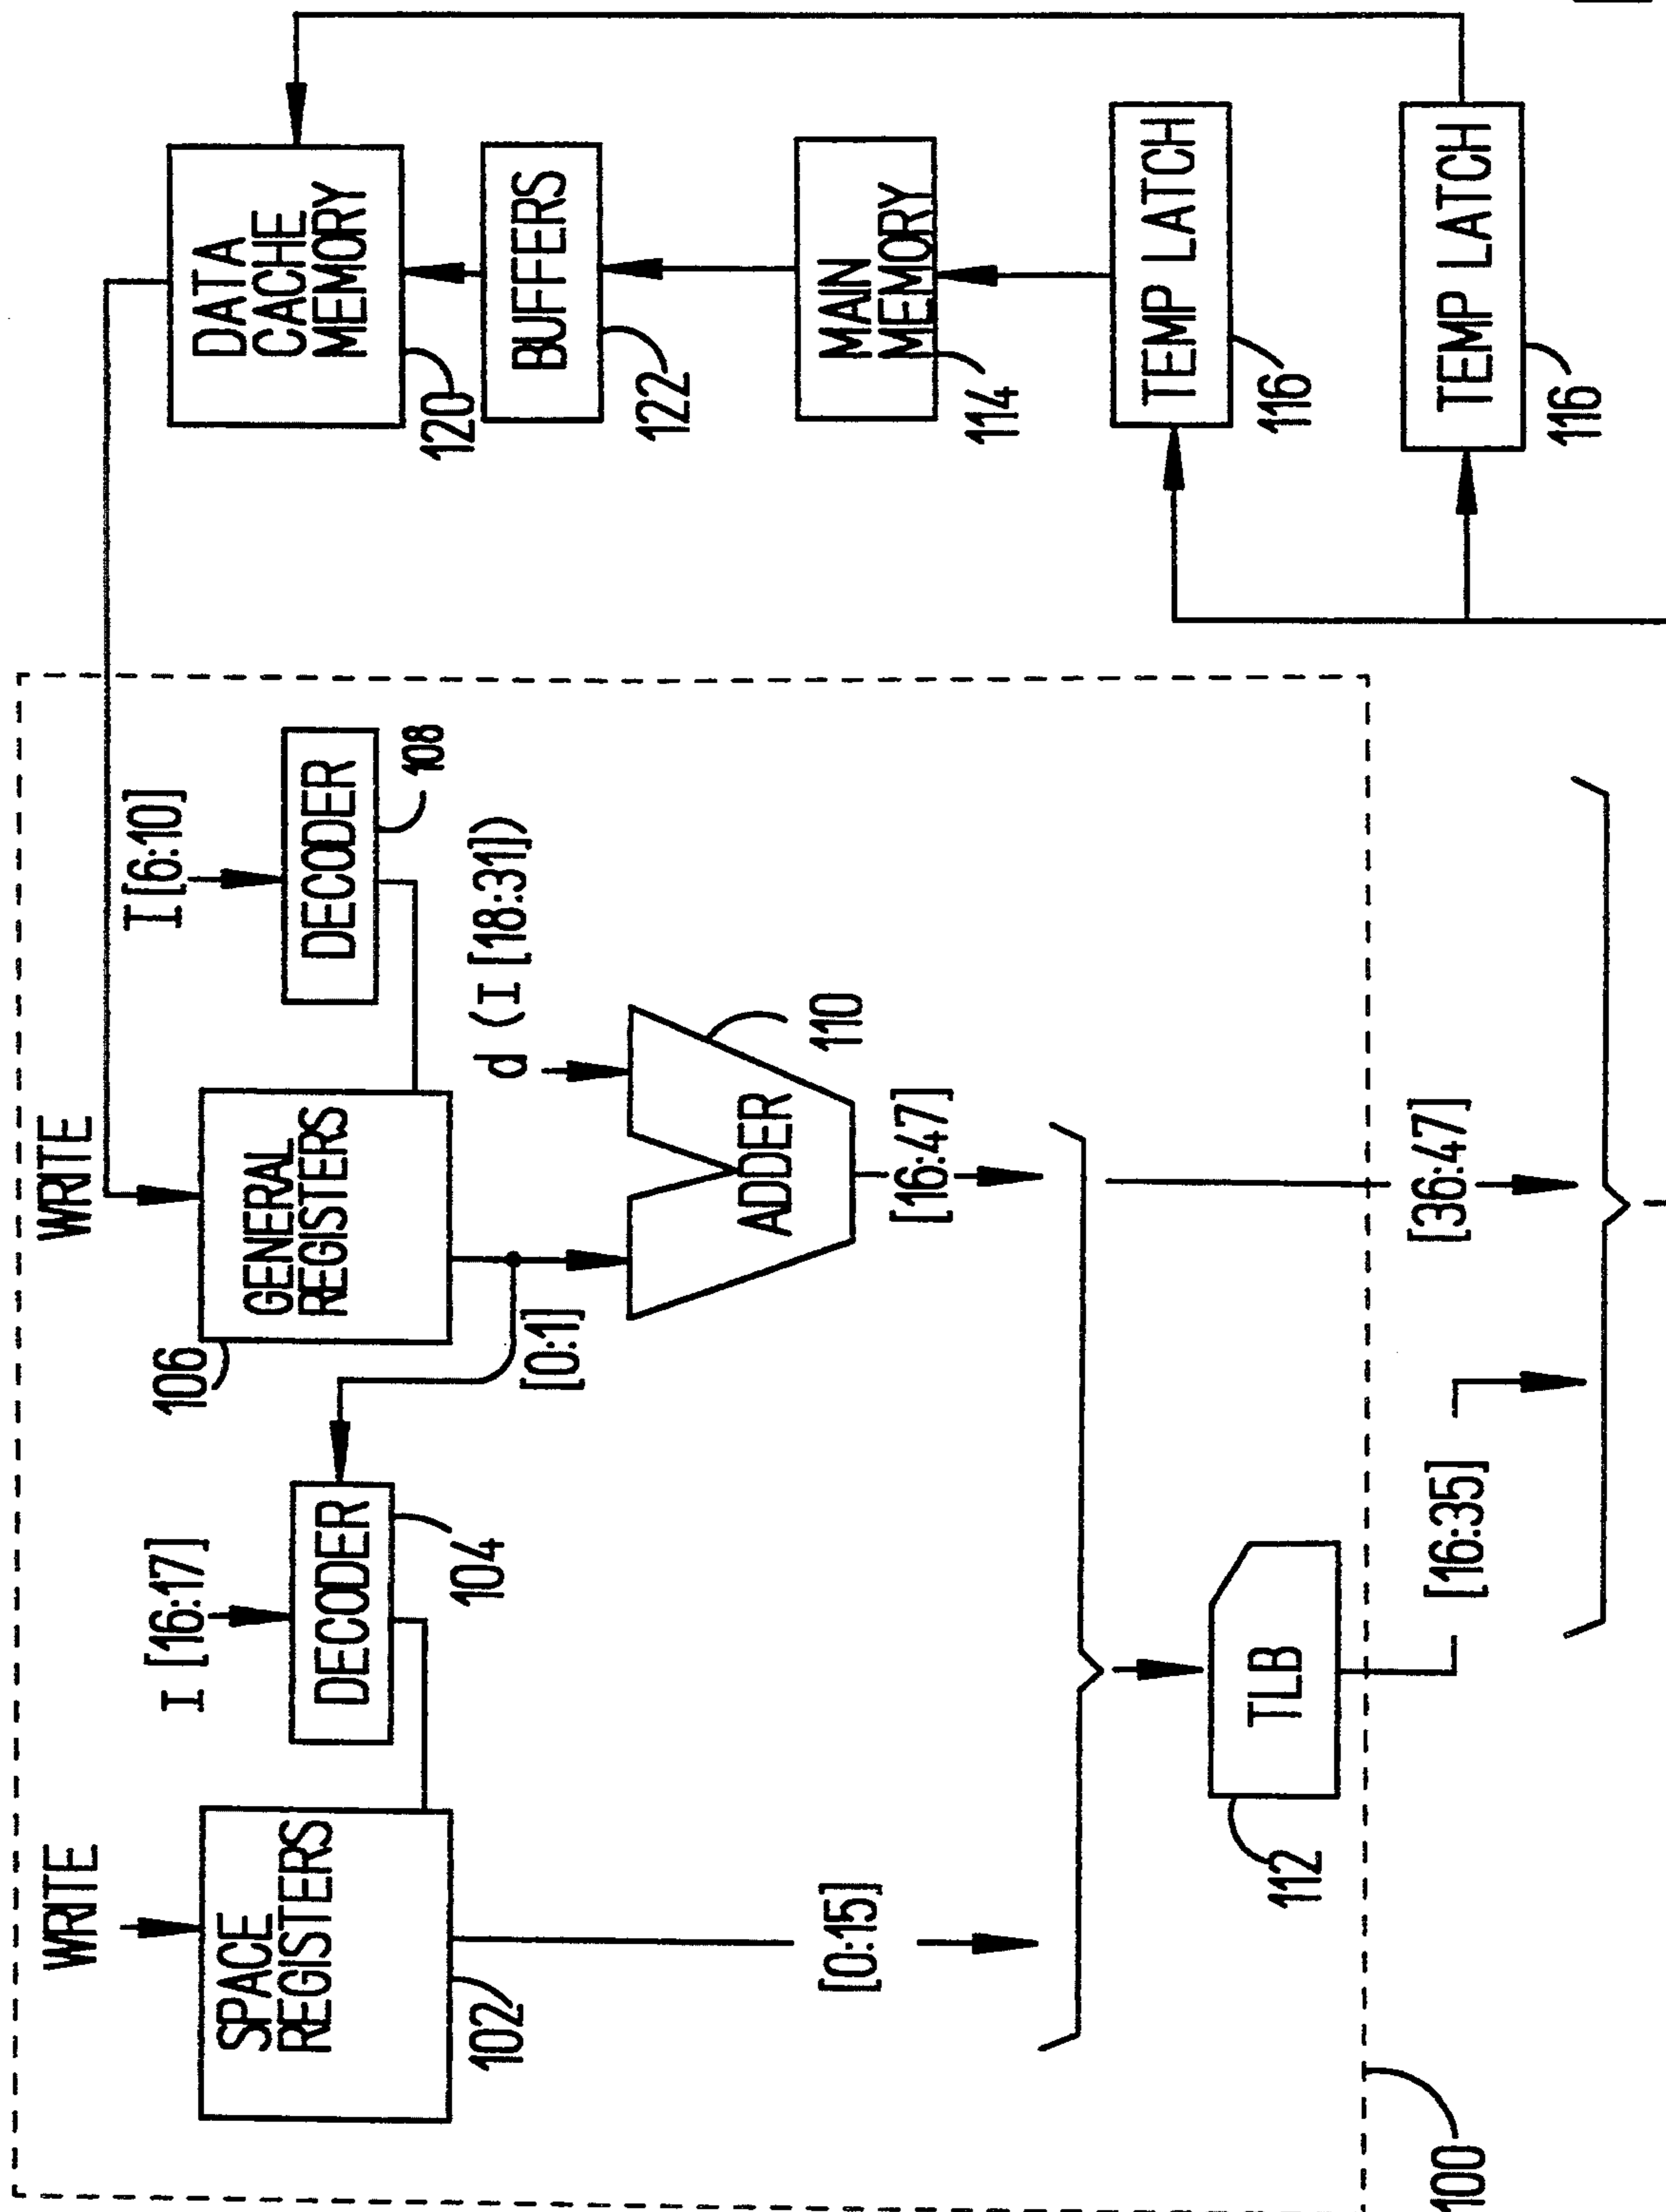 WRITE
SPACE
REGISTERS
102
I [16:17]
DECODER
104
WRITE
GENERAL
REGISTERS
106
I [6:10]
DECODER
108
[0:1]
d (I [18:31])
ADDER
110
[0:15]
[16:47]
TLB
112
100
[16:35]
[36:47]
DATA
CACHE
MEMORY
120
BUFFERS
122
MAIN
MEMORY
114
TEMP LATCH
116
TEMP LATCH
116